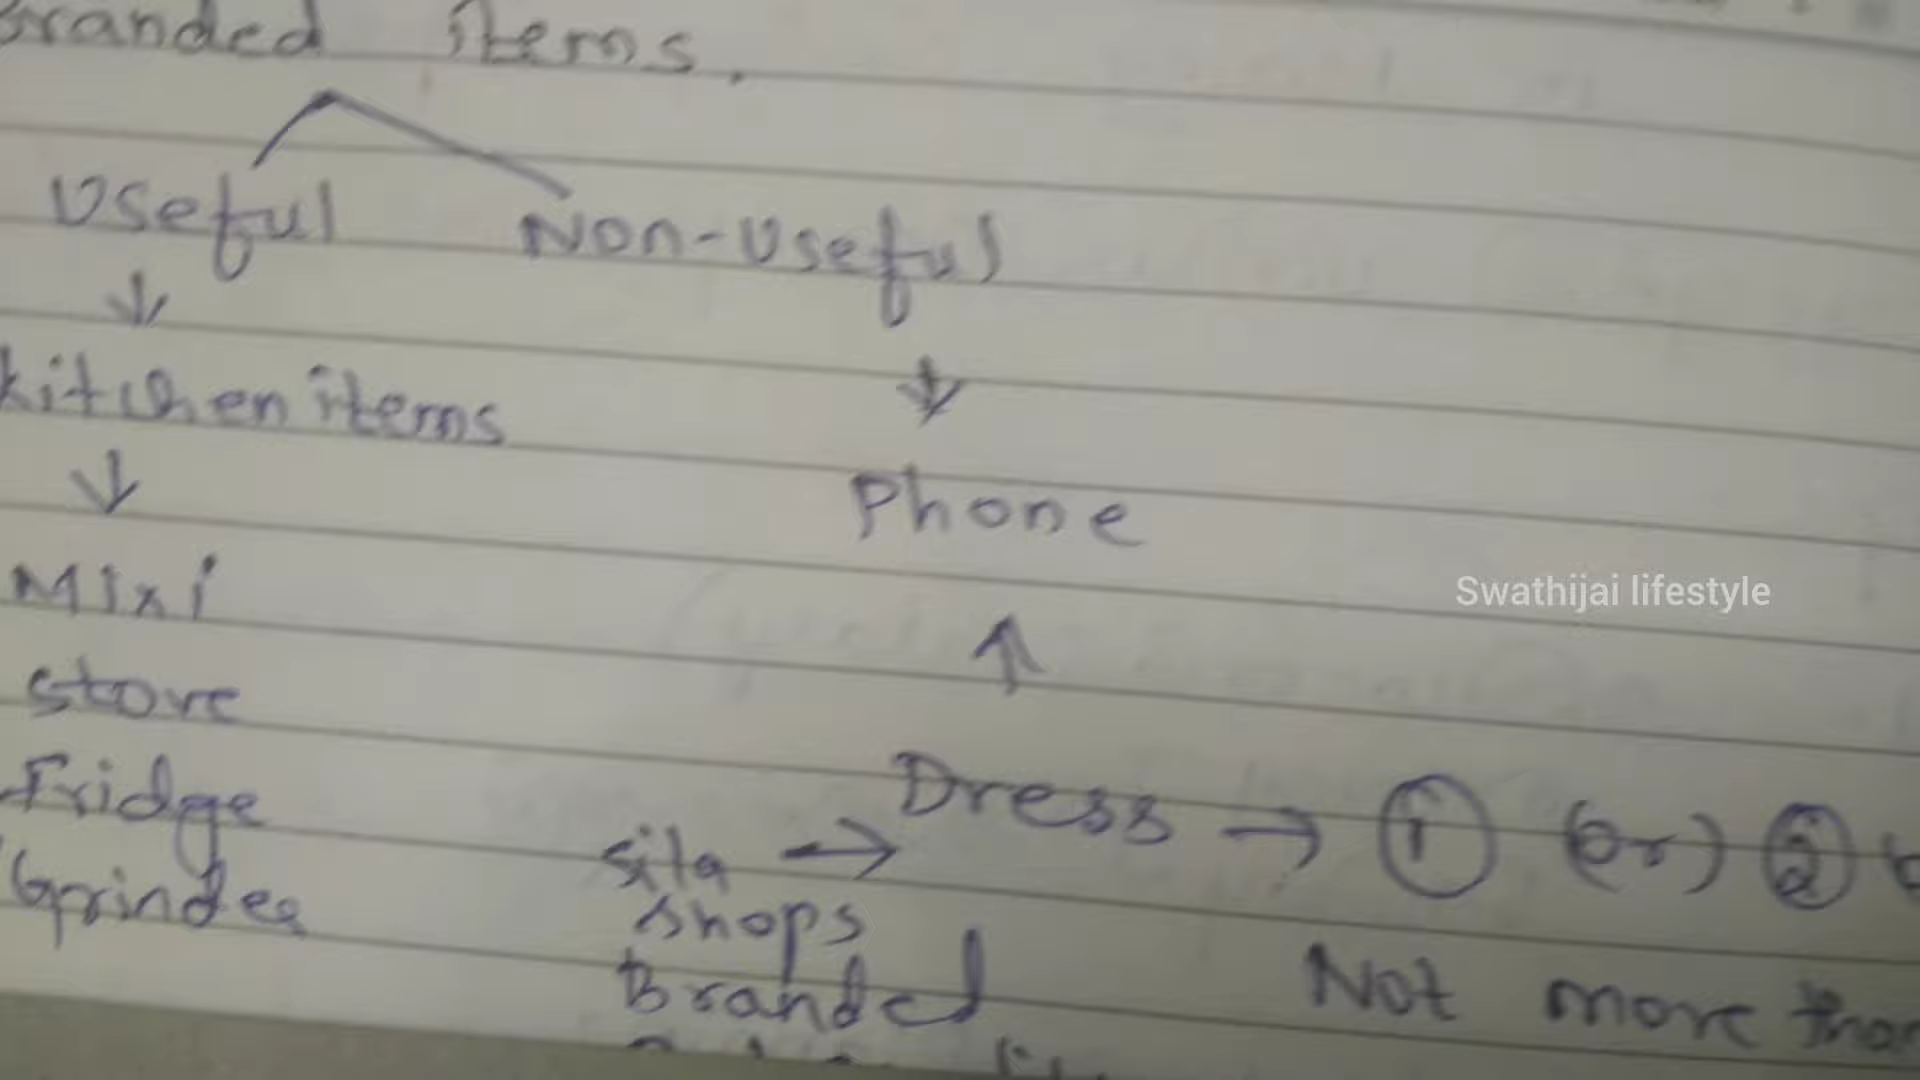 Branded items.
Useful Non-Useful
kitchen items
Phone
Mixi
Swathijai lifestyle
stove
Fridge
Dress → 1 (or) 2
Grinder
→
shops
Branded
Not more than